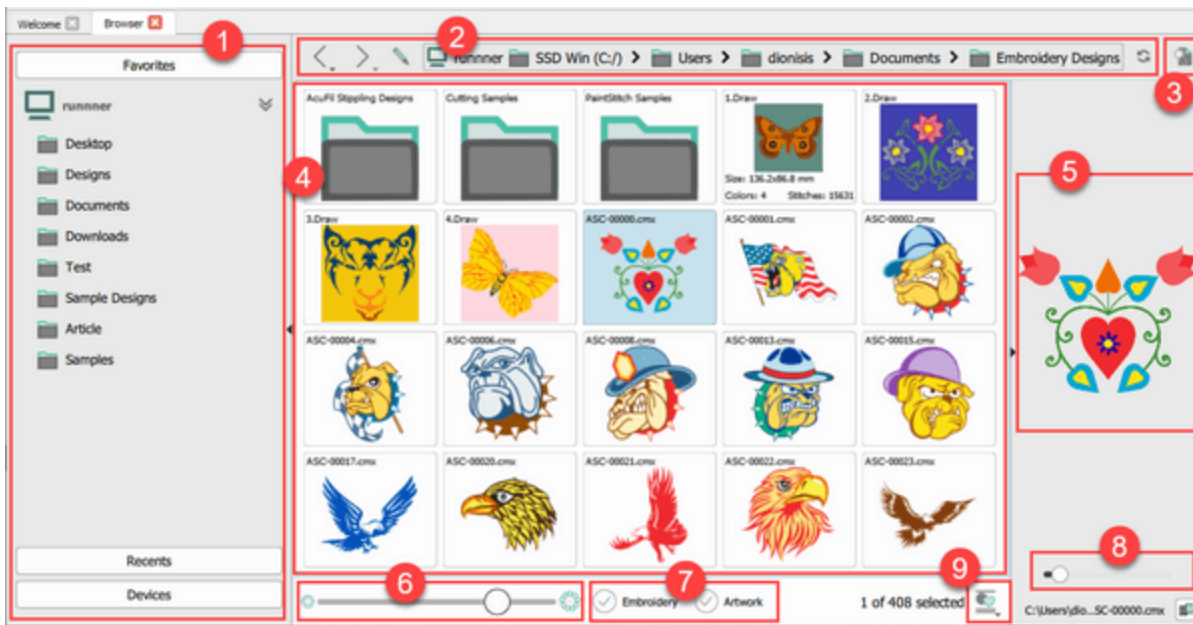 Welcome
Browser
1
Favorites
2
runnner
SSD Win (C:/)
Users
dionisis
Documents
Embroidery Designs
3
runnner
Desktop
Designs
Documents
Downloads
Test
Sample Designs
Article
Samples
Recents
Devices
4
AcuFil Stippling Designs
Cutting Samples
PaintStitch Samples
1.Draw
Size: 136.2x86.8 mm
Colors: 4 Stitches: 15631
2.Draw
3.Draw
4.Draw
ASC-00000.cmx
ASC-00001.cmx
ASC-00002.cmx
ASC-00004.cmx
ASC-00006.cmx
ASC-00008.cmx
ASC-00013.cmx
ASC-00015.cmx
ASC-00017.cmx
ASC-00020.cmx
ASC-00021.cmx
ASC-00022.cmx
ASC-00023.cmx
5
6
7
Embroidery
Artwork
1 of 408 selected
9
8
C:\Users\dio...SC-00000.cmx